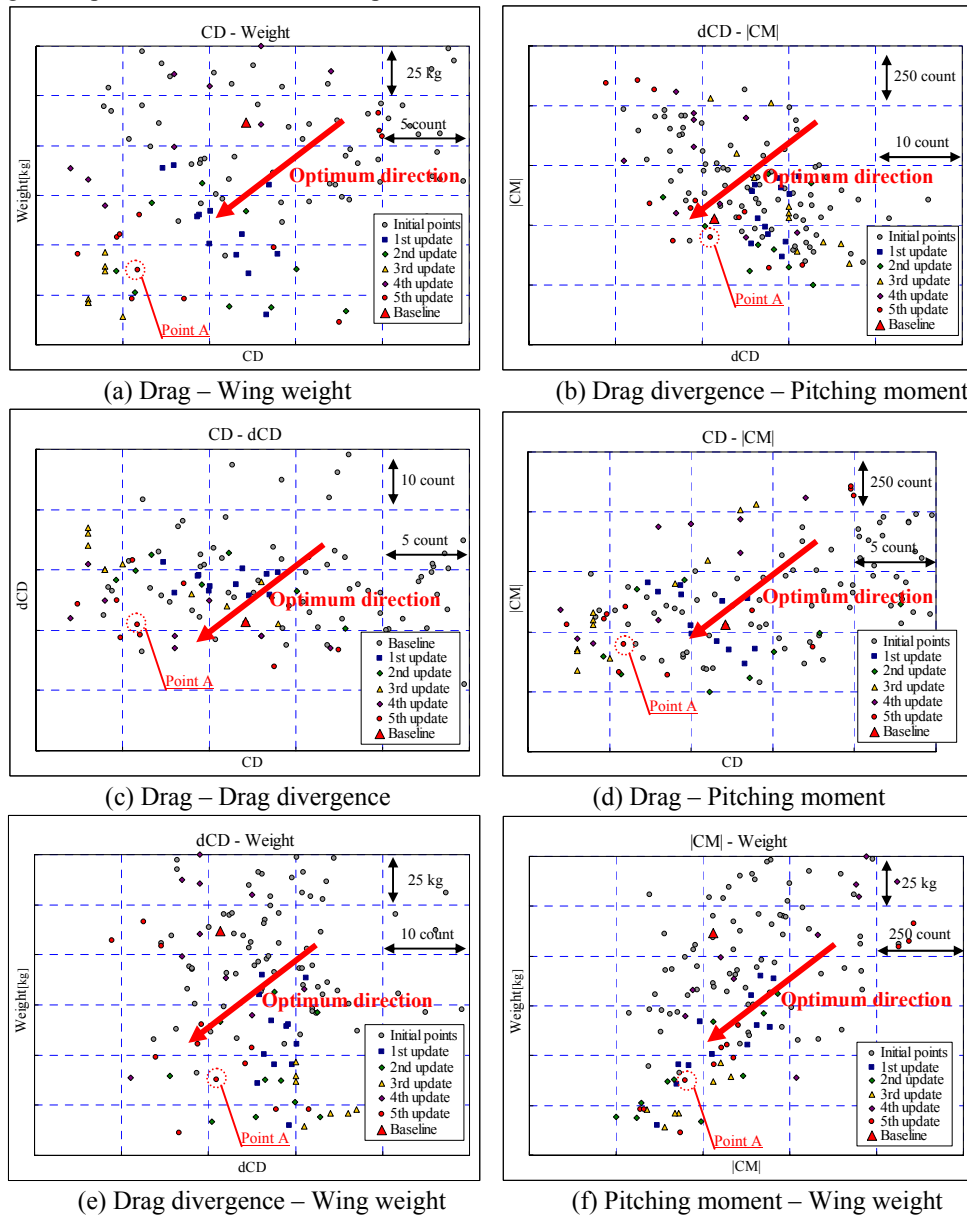 CD - Weight
25 kg
5 count
Optimum direction
Weight[kg]
Initial points
1st update
2nd update
3rd update
4th update
5th update
Baseline
Point A
CD
(a) Drag – Wing weight
dCD - |CM|
250 count
10 count
Optimum direction
|CM|
Initial points
1st update
2nd update
3rd update
4th update
5th update
Baseline
Point A
dCD
(b) Drag divergence – Pitching moment
CD - dCD
10 count
5 count
dCD
Optimum direction
Baseline
1st update
2nd update
3rd update
4th update
5th update
Baseline
Point A
CD
(c) Drag – Drag divergence
CD - |CM|
250 count
5 count
|CM|
Optimum direction
Initial points
1st update
2nd update
3rd update
4th update
5th update
Baseline
Point A
CD
(d) Drag – Pitching moment
dCD - Weight
25 kg
10 count
Weight[kg]
Optimum direction
Initial points
1st update
2nd update
3rd update
4th update
5th update
Baseline
Point A
dCD
(e) Drag divergence – Wing weight
|CM| - Weight
25 kg
250 count
Weight[kg]
Optimum direction
Initial points
1st update
2nd update
3rd update
4th update
5th update
Baseline
Point A
|CM|
(f) Pitching moment – Wing weight